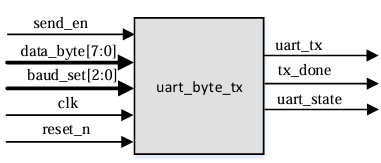 send_en
data_byte[7:0]
baud_set[2:0]
clk
reset_n
uart_byte_tx
uart_tx
tx_done
uart_state